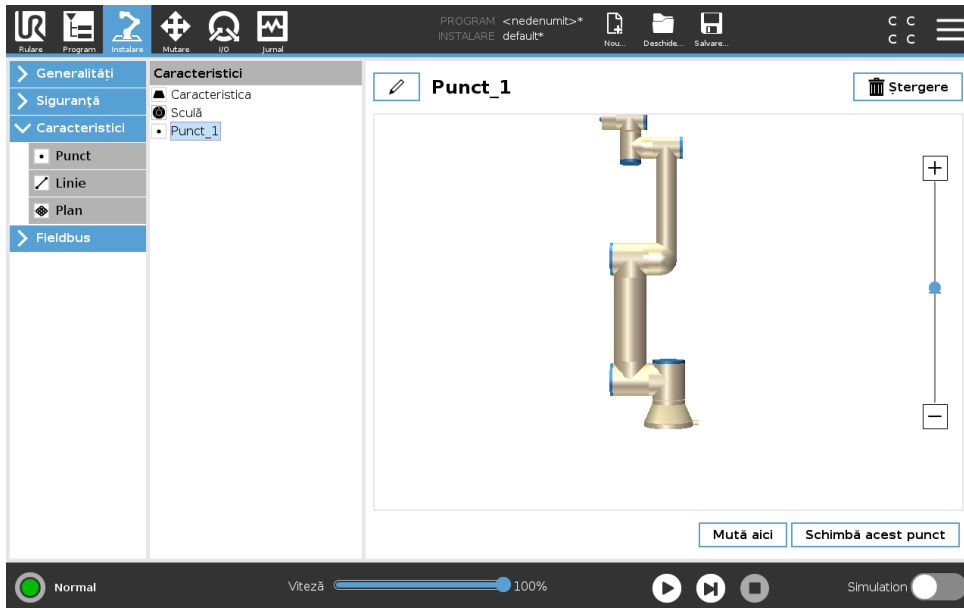 UR
Rulare
Program
Instalare
Mutare
I/O
Jurnal
PROGRAM <nedenumit>*
INSTALARE default*
Nou...
Deschide...
Salvare...
C C
C C
Generalități
Siguranță
Caracteristici
Punct
Linie
Plan
Fieldbus
Caracteristici
Caracteristica
Sculă
Punct_1
Punct_1
Ștergere
Mută aici
Schimbă acest punct
Normal
Viteză
100%
Simulation